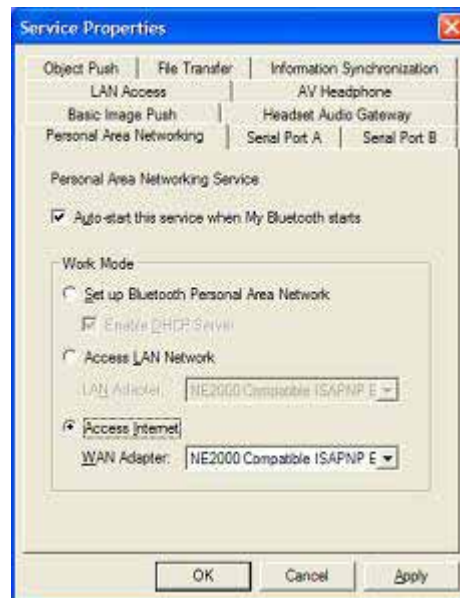 Service Properties
Object Push File Transfer Information Synchronization
LAN Access AV Headphone
Basic Image Push Headset Audio Gateway
Personal Area Networking Serial Port A Serial Port B
Personal Area Networking Service
Auto-start this service when My Bluetooth starts
Work Mode
Set up Bluetooth Personal Area Network
Enable DHCP Server
Access LAN Network
LAN Adapter: NE2000 Compatible ISAPNP E
Access Internet
WAN Adapter: NE2000 Compatible ISAPNP E
OK Cancel Apply